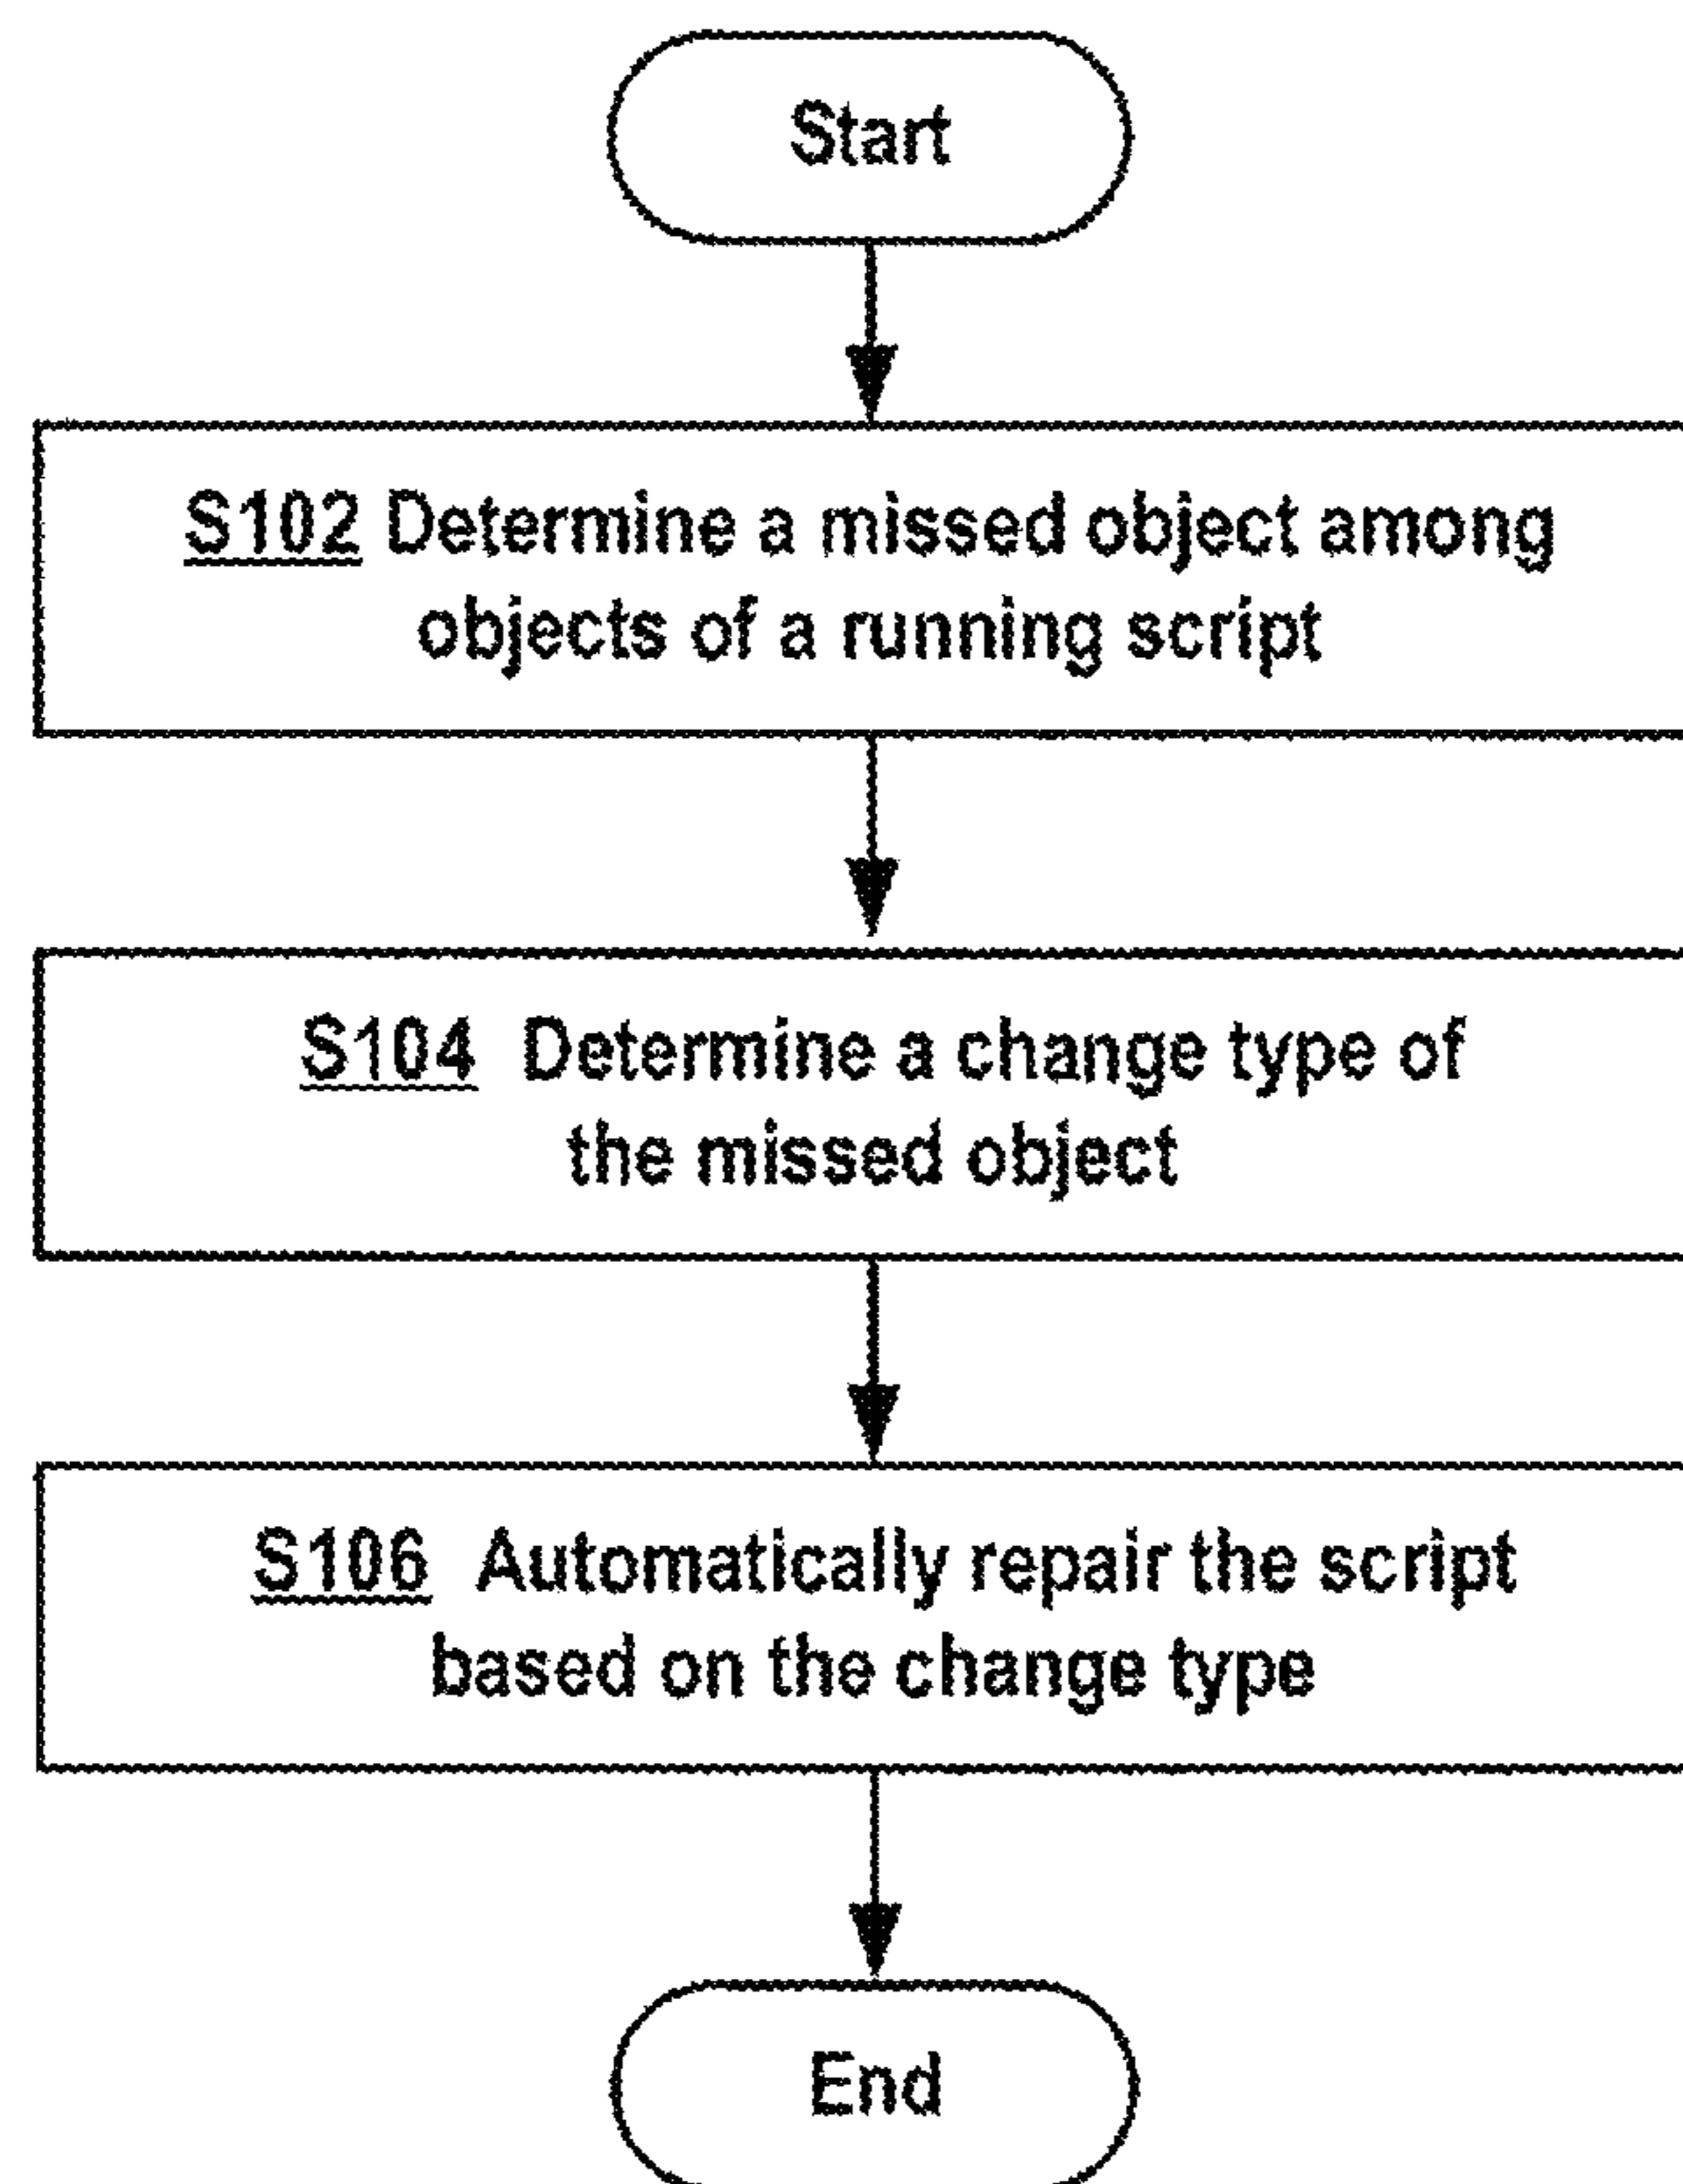 Start
S102 Determine a missed object among
objects of a running script
S104 Determine a change type of
the missed object
S106 Automatically repair the script
based on the change type
End